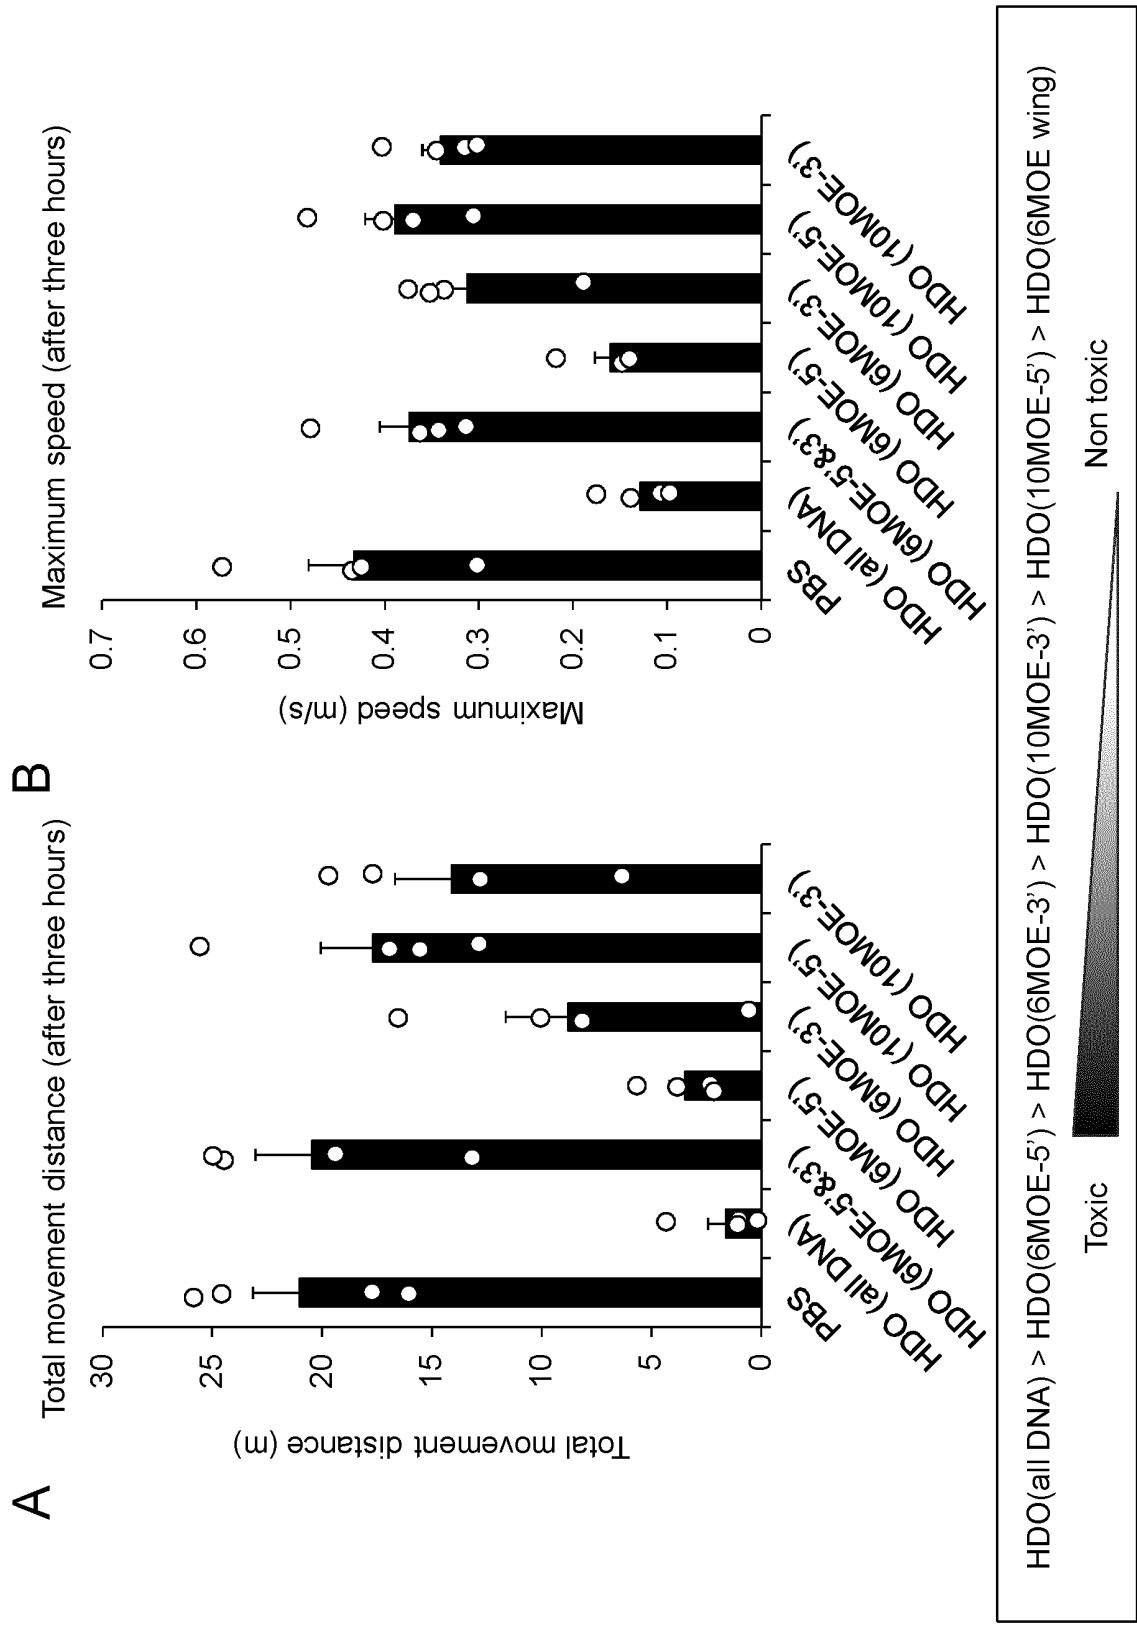 A
Total movement distance (after three hours)
Total movement distance (m)
30
25
20
15
10
5
0
PBS
HDO (all DNA)
HDO (6MOE-5'&3')
HDO (6MOE-5')
HDO (6MOE-3')
HDO (10MOE-5')
HDO (10MOE-3')
B
Maximum speed (after three hours)
Maximum speed (m/s)
0.7
0.6
0.5
0.4
0.3
0.2
0.1
0
PBS
HDO (all DNA)
HDO (6MOE-5'&3')
HDO (6MOE-5')
HDO (6MOE-3')
HDO (10MOE-5')
HDO (10MOE-3')
HDO(all DNA) > HDO(6MOE-5') > HDO(6MOE-3') > HDO(10MOE-3') > HDO(10MOE-5') > HDO(6MOE wing)
Toxic
Non toxic